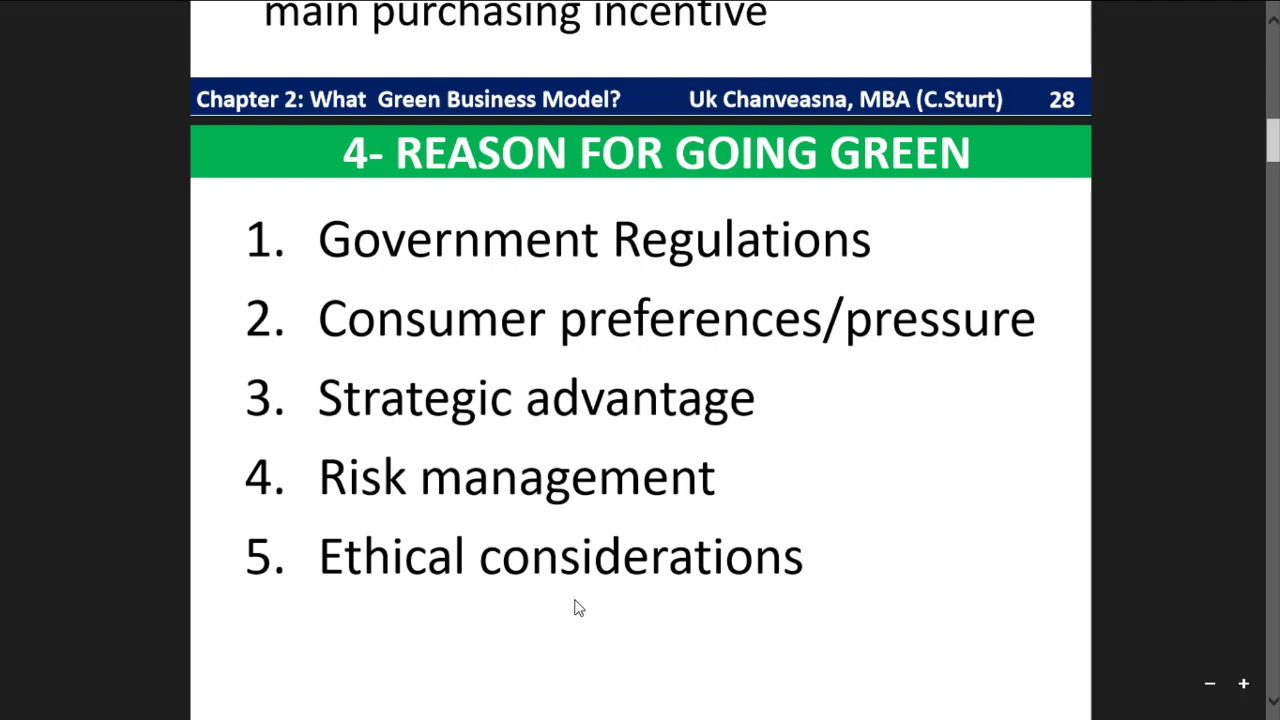 main purchasing incentive
Chapter 2: What Green Business Model? Uk Chanveasna, MBA (C.Sturt) 28
4- REASON FOR GOING GREEN
1. Government Regulations
2. Consumer preferences/pressure
3. Strategic advantage
4. Risk management
5. Ethical considerations